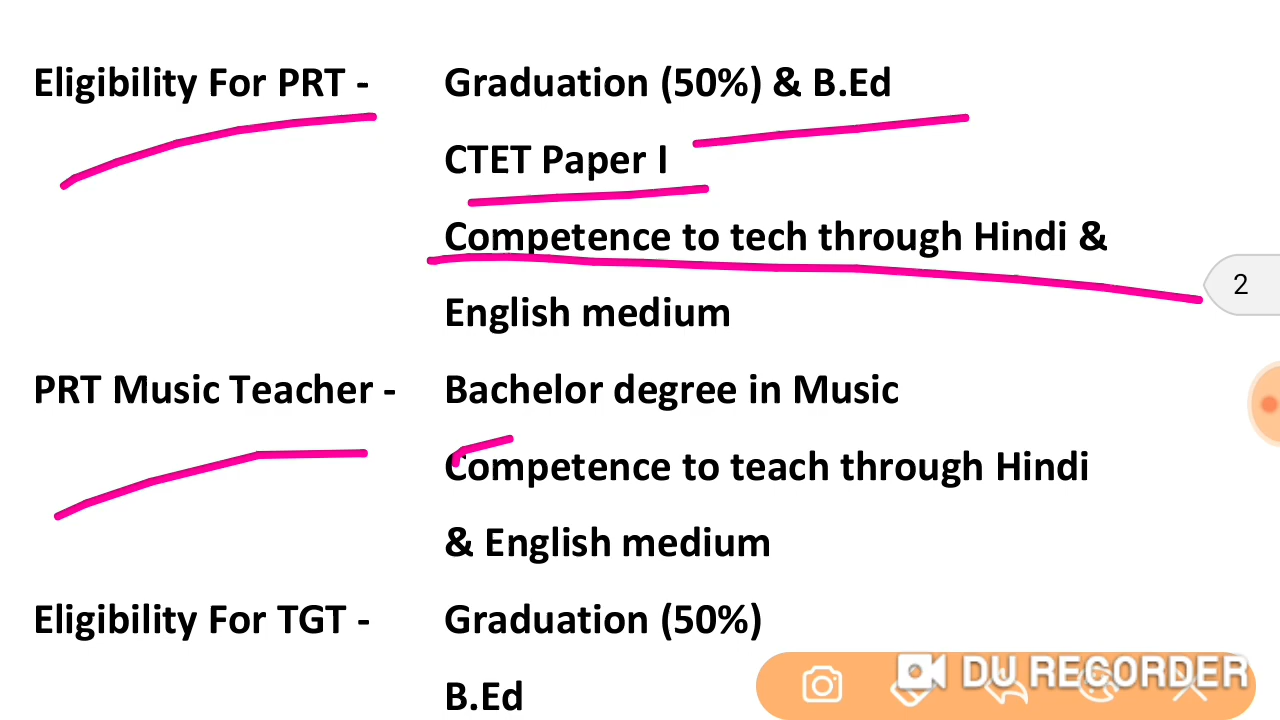 Eligibility For PRT - Graduation (50%) & B.Ed
CTET Paper I
Competence to tech through Hindi &
2
English medium
PRT Music Teacher - Bachelor degree in Music
Competence to teach through Hindi
& English medium
Eligibility For TGT - Graduation (50%)
DU RECORDER
B.Ed